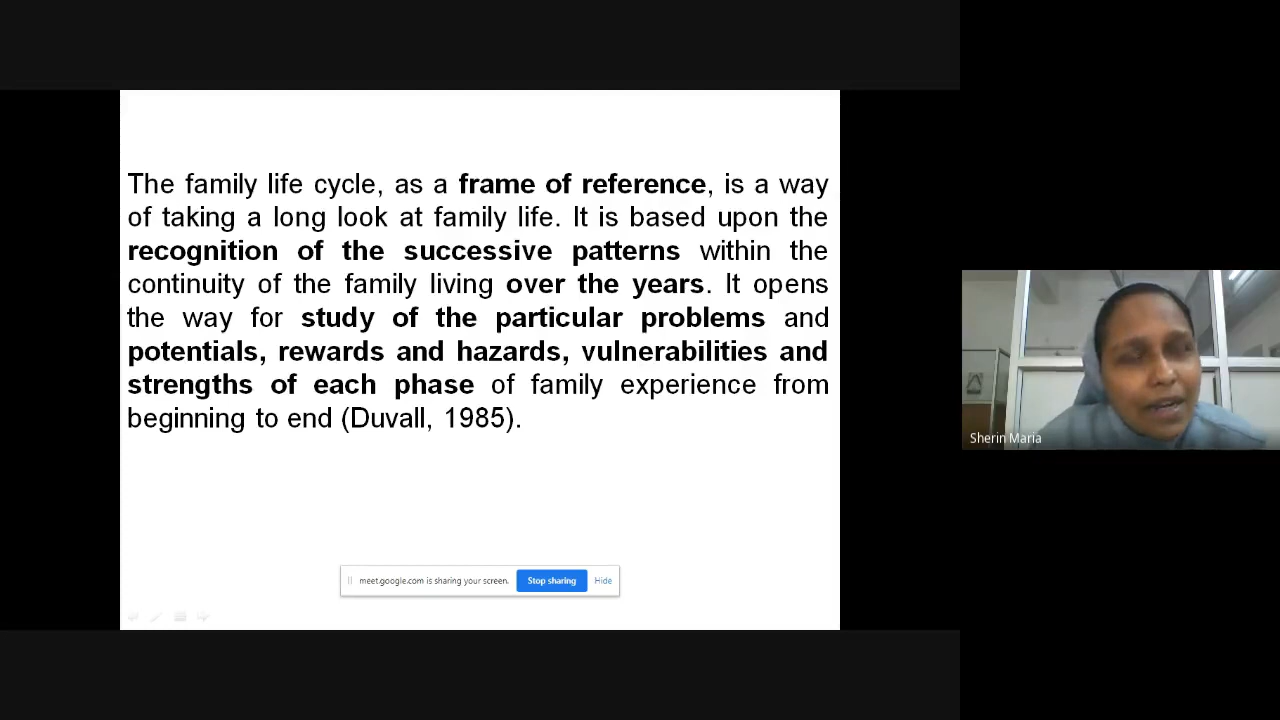 The family life cycle, as a frame of reference, is a way
of taking a long look at family life. It is based upon the
recognition of the successive patterns within the
continuity of the family living over the years. It opens
the way for study of the particular problems and
potentials, rewards and hazards, vulnerabilities and
strengths of each phase of family experience from
beginning to end (Duvall, 1985).
Sherin Maria
meet.google.com is sharing your screen. Stop sharing Hide